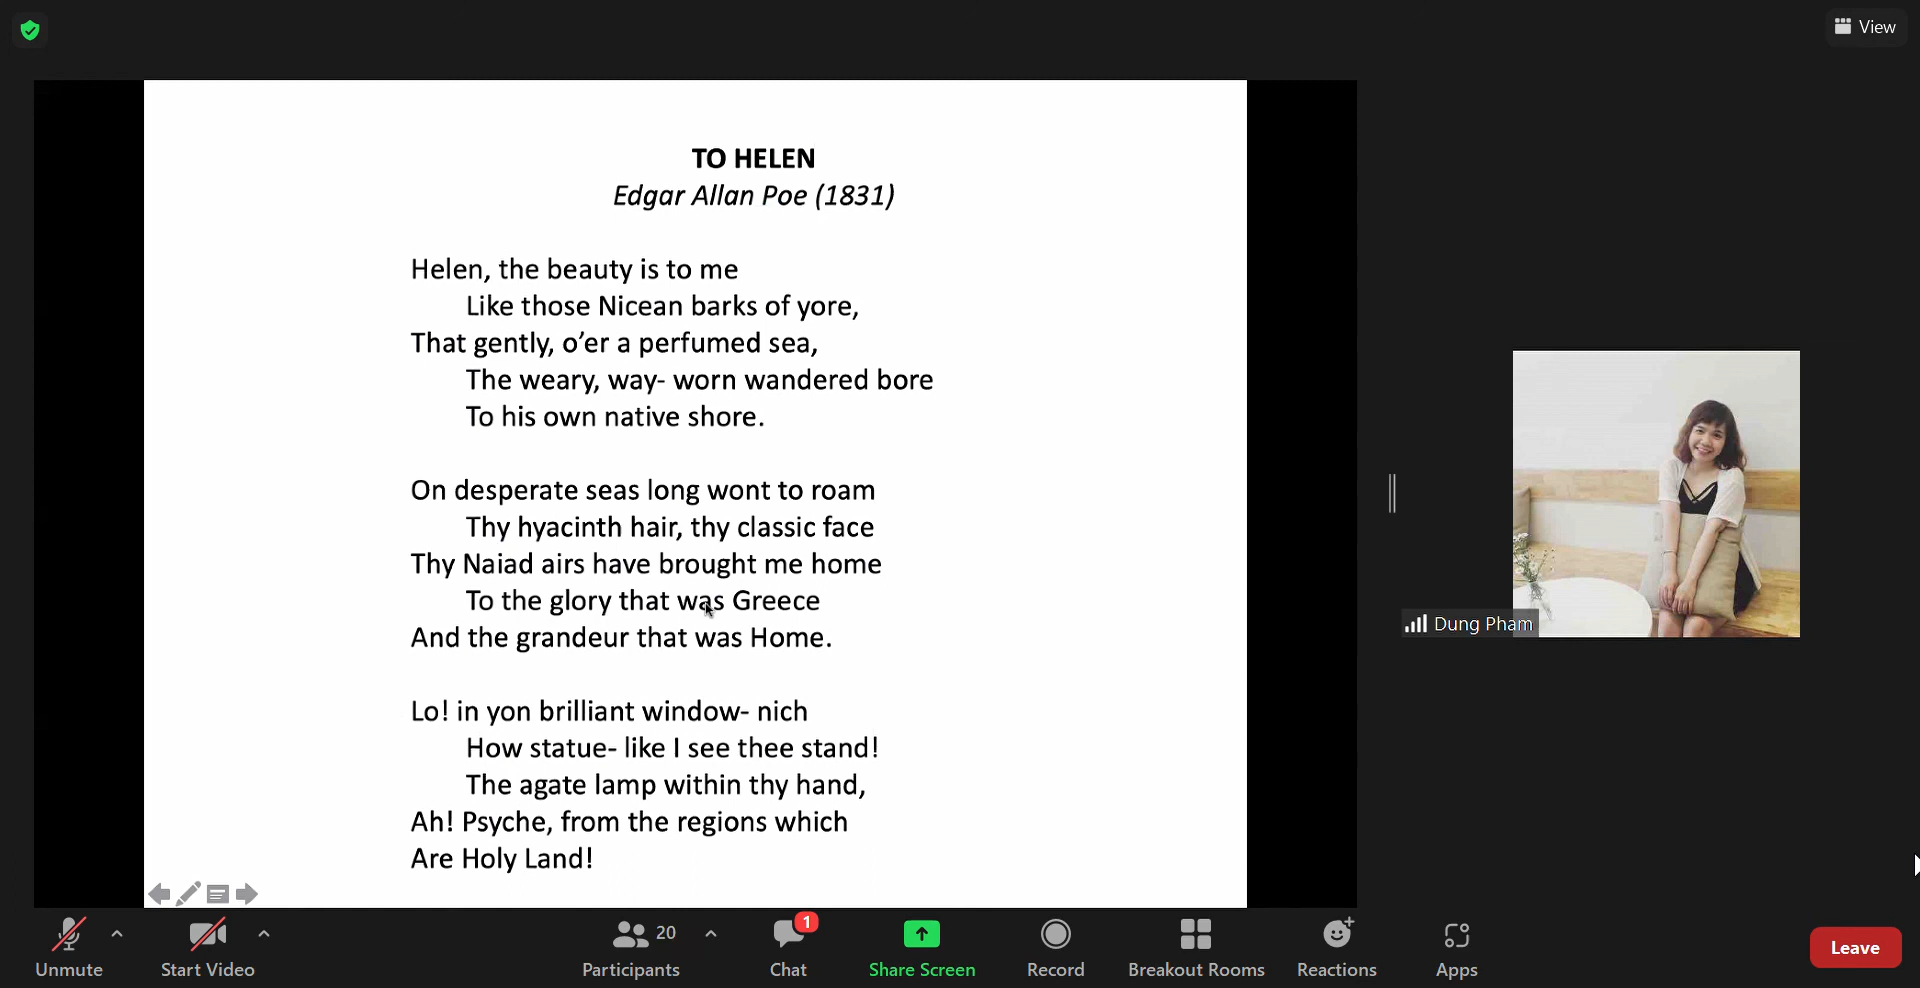 View
TO HELEN
Edgar Allan Poe (1831)
Helen, the beauty is to me
Like those Nicean barks of yore,
That gently, o’er a perfumed sea,
The weary, way- worn wandered bore
To his own native shore.
On desperate seas long wont to roam
Thy hyacinth hair, thy classic face
Thy Naiad airs have brought me home
To the glory that was Greece
And the grandeur that was Home.
Lo! in yon brilliant window- nich
How statue- like I see thee stand!
The agate lamp within thy hand,
Ah! Psyche, from the regions which
Are Holy Land!
Dung Pham
Unmute
Start Video
20
Participants
1
Chat
Share Screen
Record
Breakout Rooms
Reactions
Apps
Leave